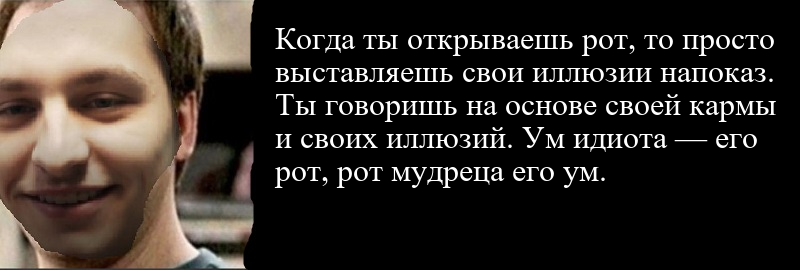 Когда ты открываешь рот, то просто
выставляешь свои иллюзии напоказ.
Ты говоришь на основе своей кармы
и своих иллюзий. Ум идиота — его
рот, рот мудреца его ум.